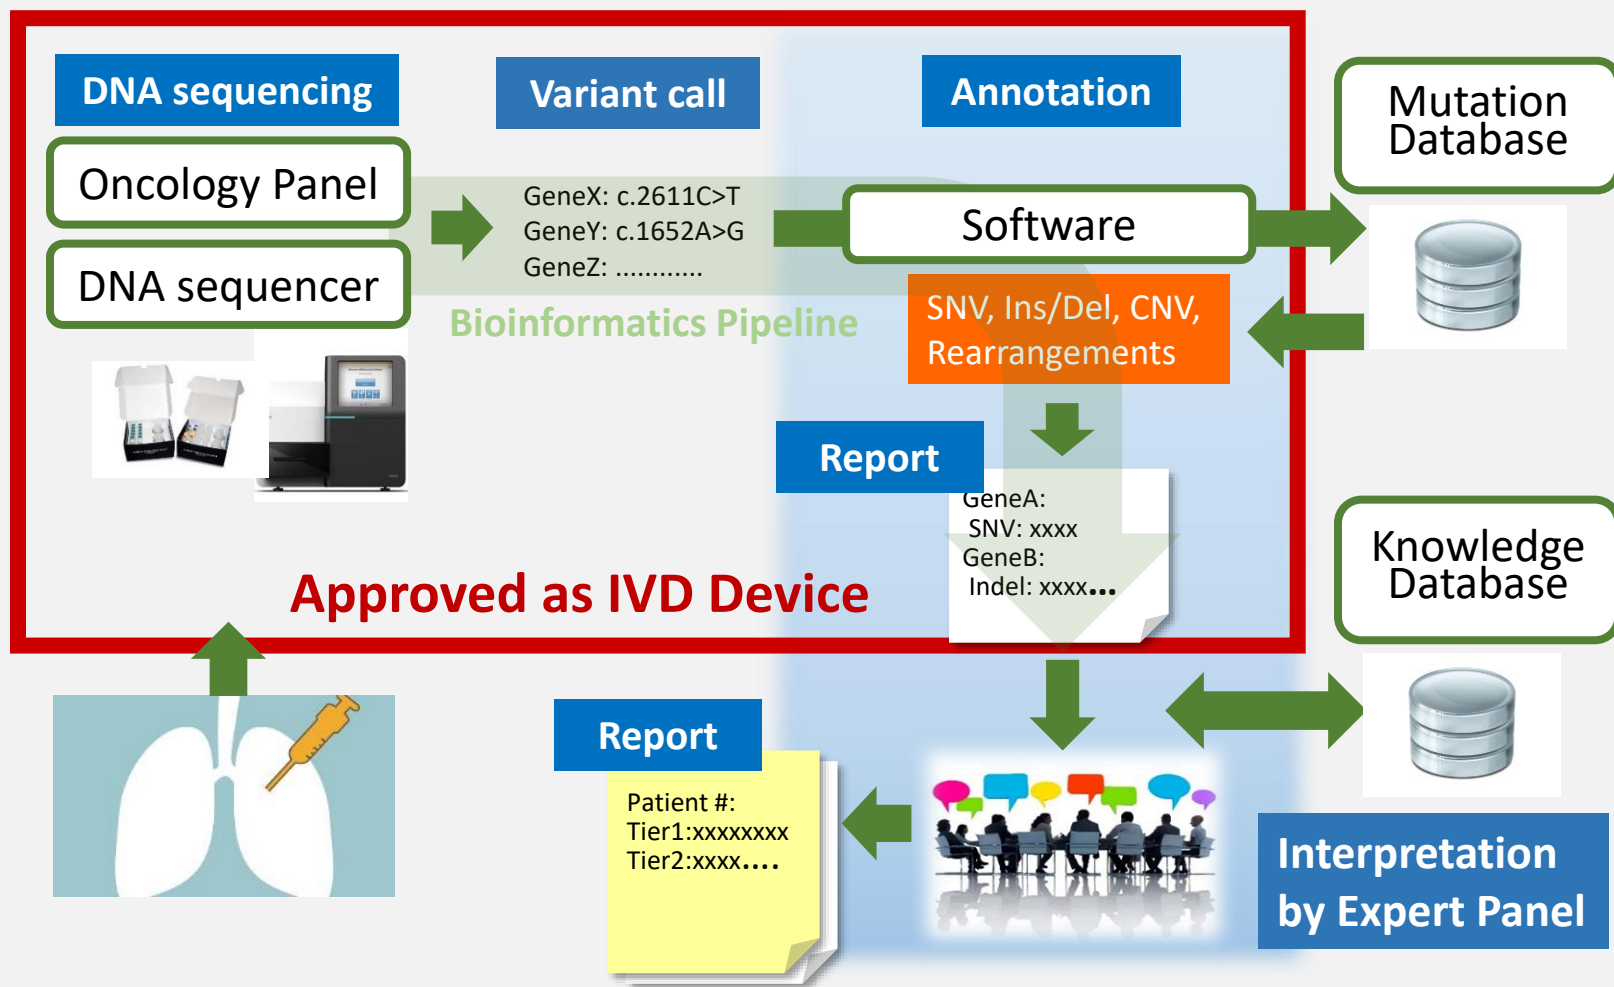 DNA sequencing
Variant call
Annotation
Oncology Panel
DNA sequencer
GeneX: c.2611C>T
GeneY: c.1652A>G
GeneZ: ............
Bioinformatics Pipeline
Software
Mutation
Database
SNV, Ins/Del, CNV,
Rearrangements
Report
GeneA:
SNV: xxxx
GeneB:
Indel: xxxx...
Approved as IVD Device
Knowledge
Database
Report
Patient #:
Tier1:xxxxxxxx
Tier2:xxxx....
Interpretation
by Expert Panel